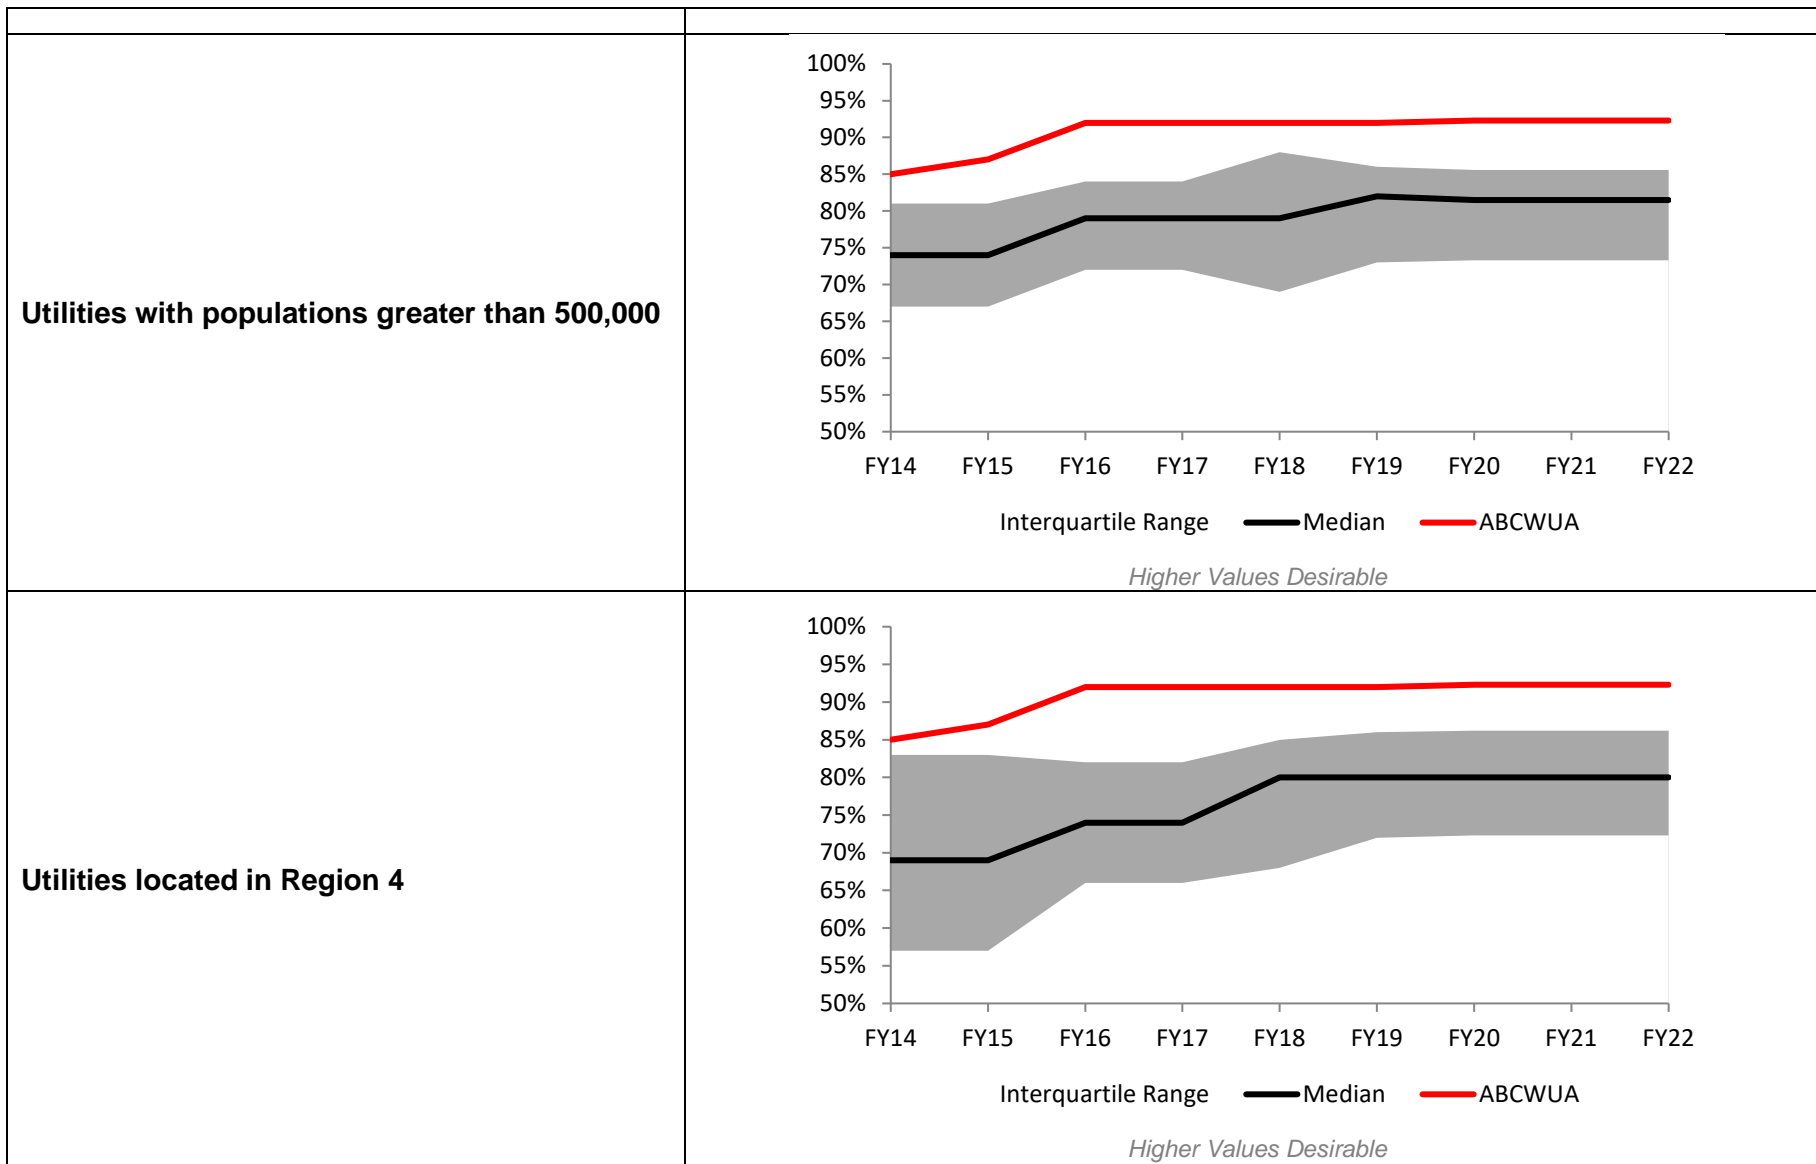 Utilities with populations greater than 500,000
100%
95%
90%
85%
80%
75%
70%
65%
60%
55%
50%
FY14 FY15 FY16 FY17 FY18 FY19 FY20 FY21 FY22
Interquartile Range Median ABCWUA
Higher Values Desirable
Utilities located in Region 4
100%
95%
90%
85%
80%
75%
70%
65%
60%
55%
50%
FY14 FY15 FY16 FY17 FY18 FY19 FY20 FY21 FY22
Interquartile Range Median ABCWUA
Higher Values Desirable